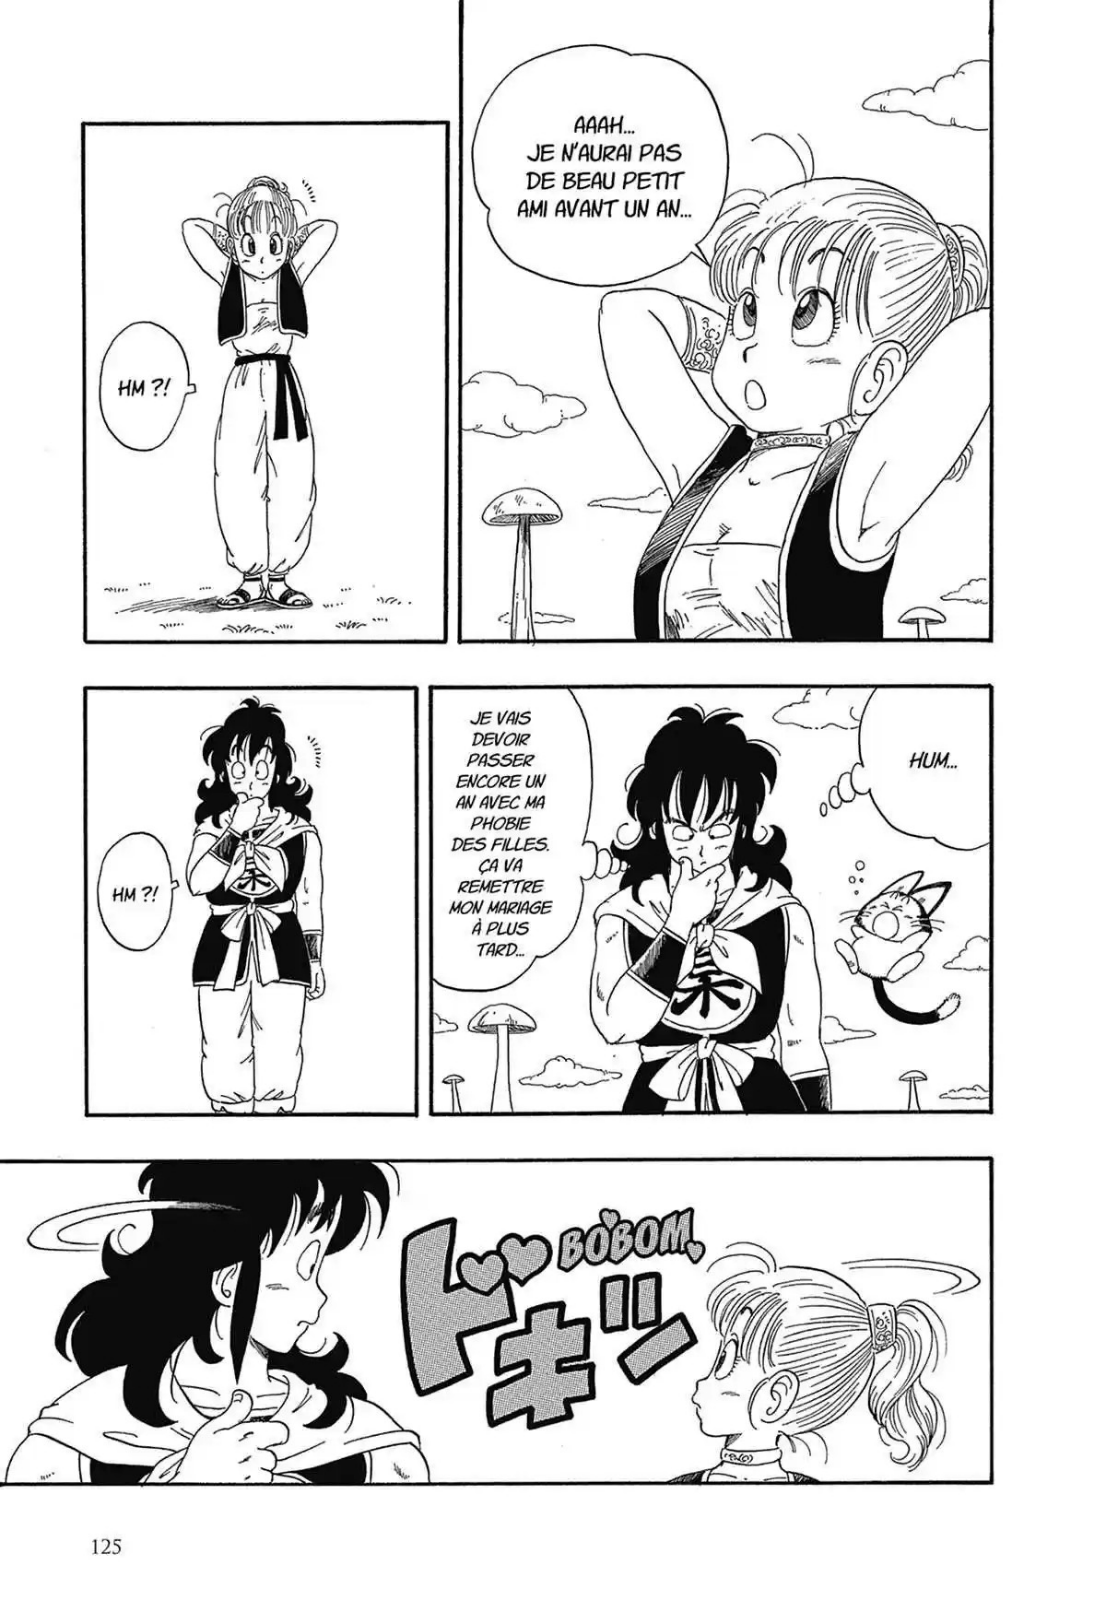 AAAH...
JE N'AURAI PAS
DE BEAU PETIT
AMI AVANT UN AN...
HM ?!
HUM...
JE VAIS
DEVOIR
PASSER
ENCORE UN
AN AVEC MA
PHOBIE
DES FILLES.
ÇA VA
REMETTRE
MON MARIAGE
À PLUS
TARD...
HM ?!
BOBOM
ドキッ
125